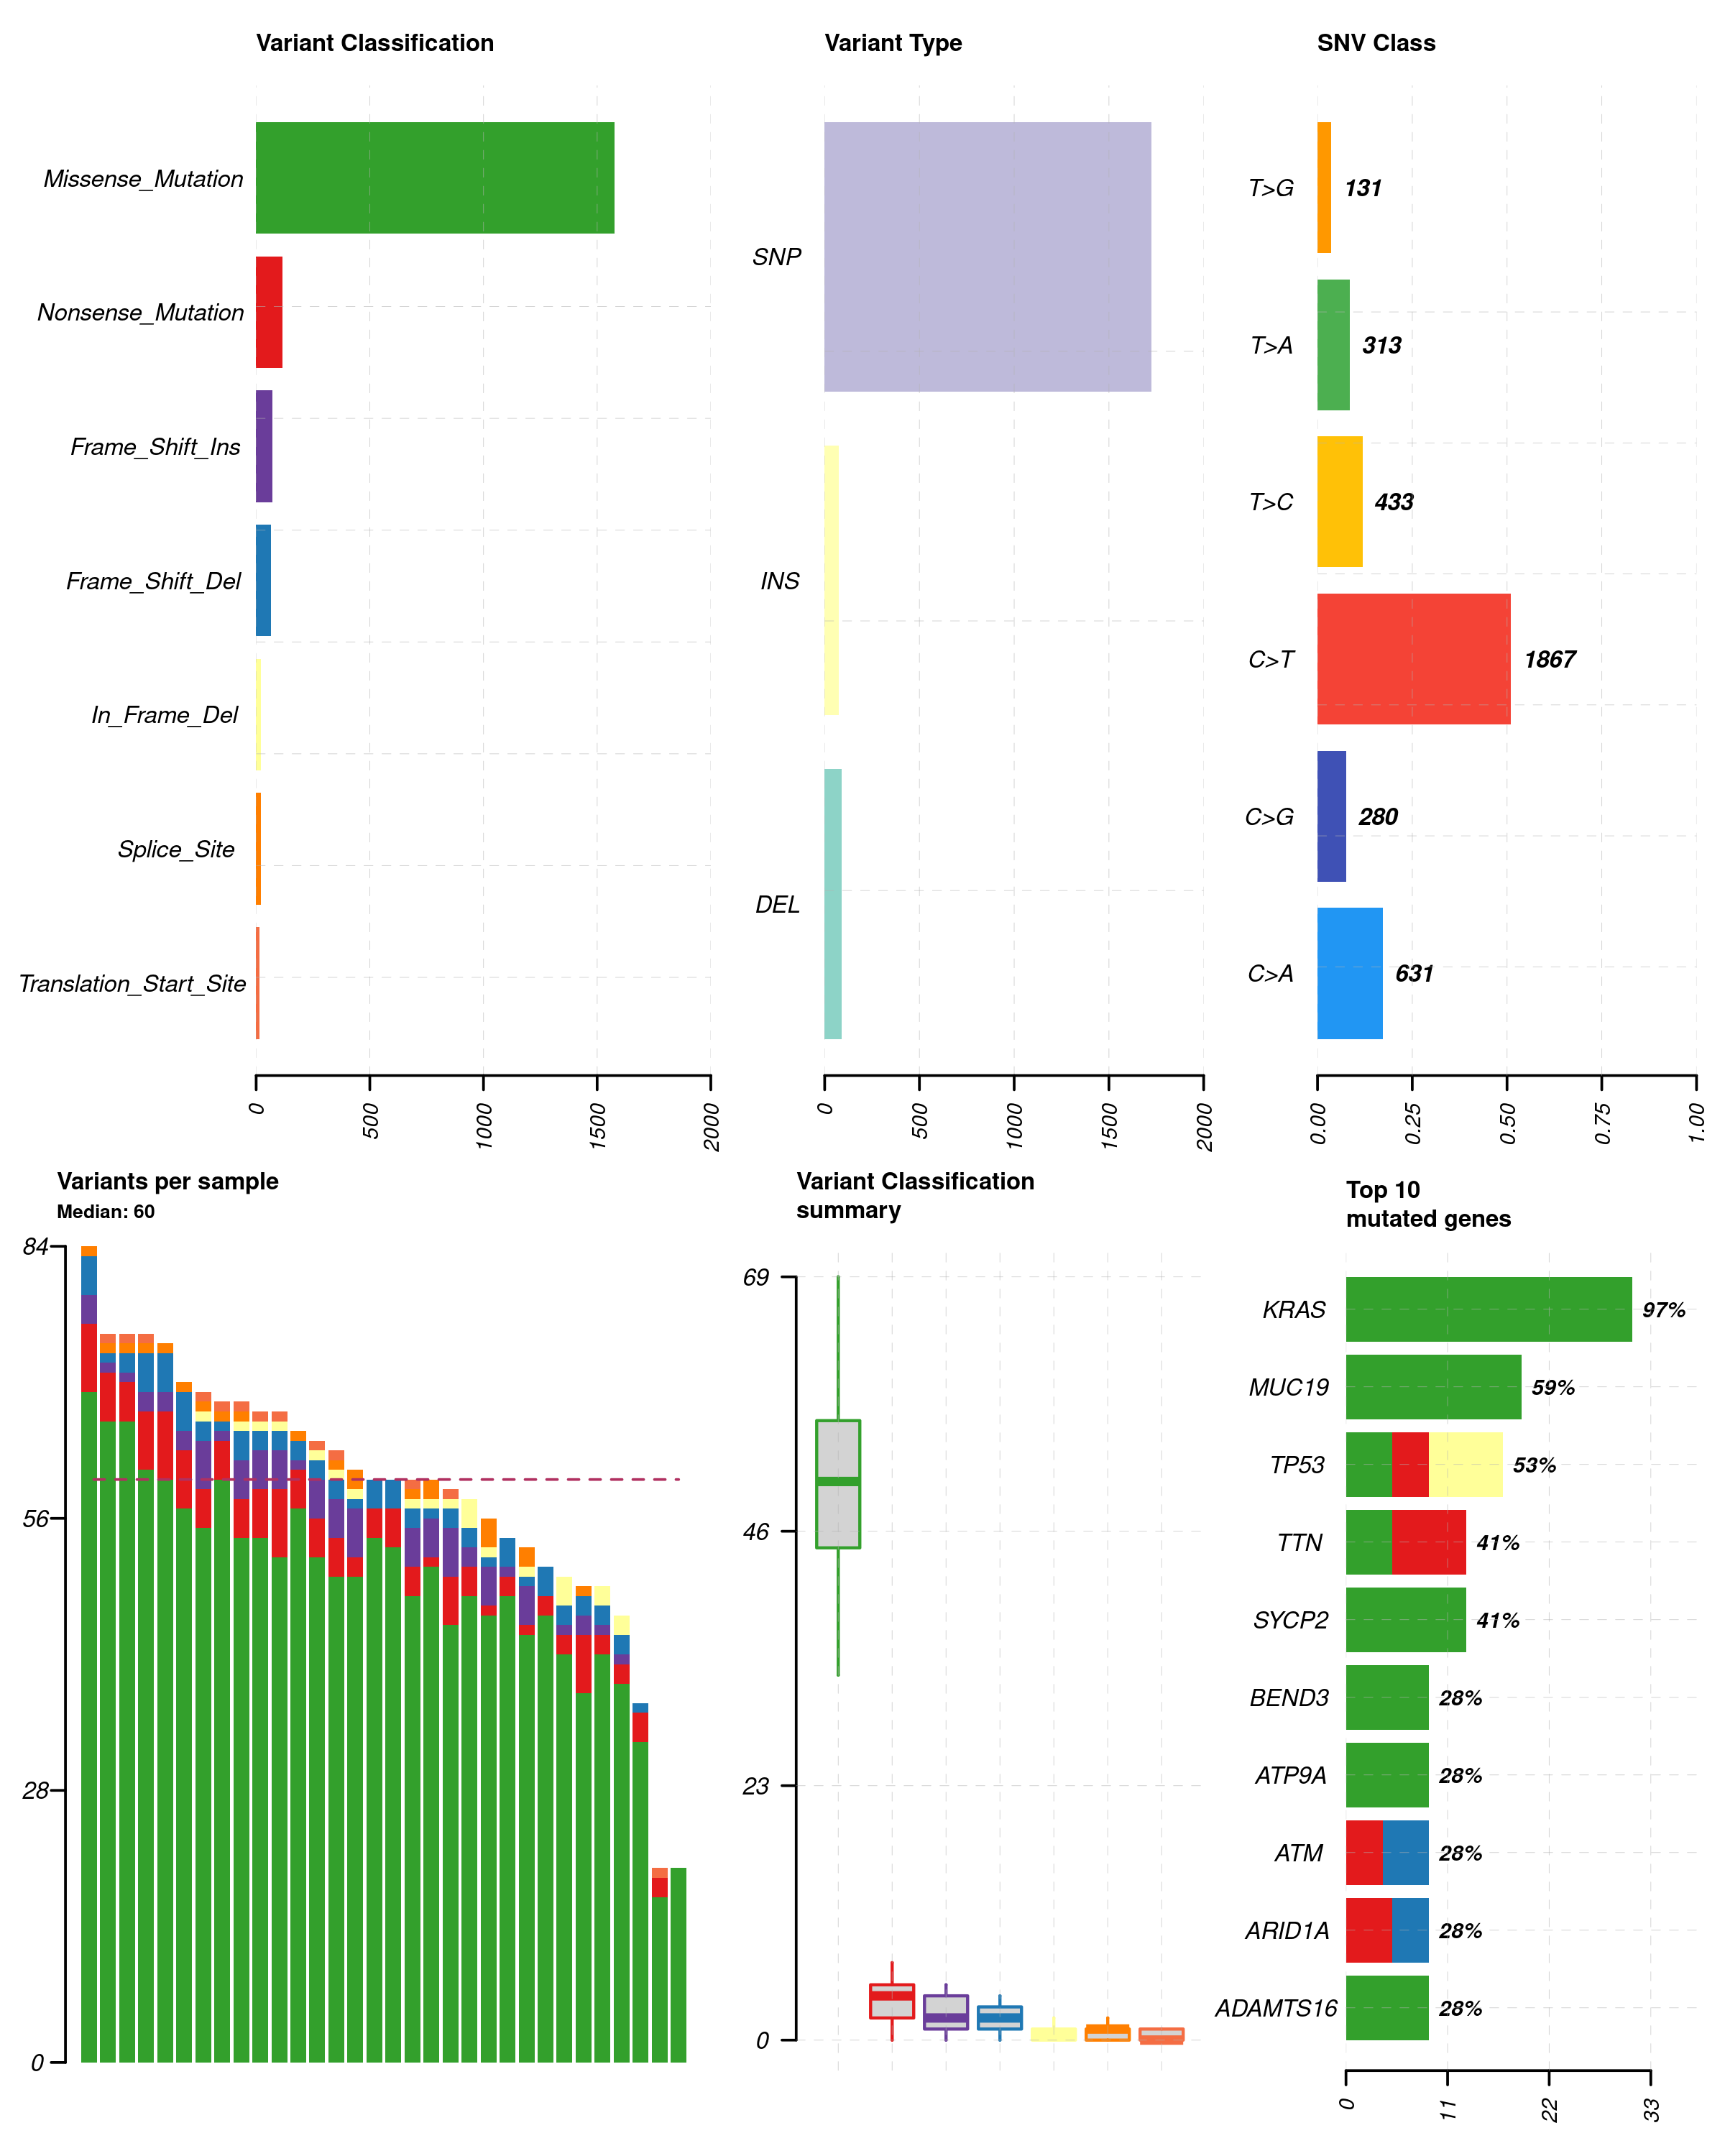 Variant Classification
Missense_Mutation
Nonsense_Mutation
Frame_Shift_Ins
Frame_Shift_Del
In_Frame_Del
Splice_Site
Translation_Start_Site
0 500 1000 1500 2000
Variant Type
SNP
INS
DEL
0 500 1000 1500 2000
SNV Class
T>G 131
T>A 313
T>C 433
C>T 1867
C>G 280
C>A 631
0.00 0.25 0.50 0.75 1.00
Variants per sample
Median: 60
84
56
28
0
Variant Classification
summary
69
46
23
0
Top 10
mutated genes
KRAS 97%
MUC19 59%
TP53 53%
TTN 41%
SYCP2 41%
BEND3 28%
ATP9A 28%
ATM 28%
ARID1A 28%
ADAMTS16 28%
0 11 22 33